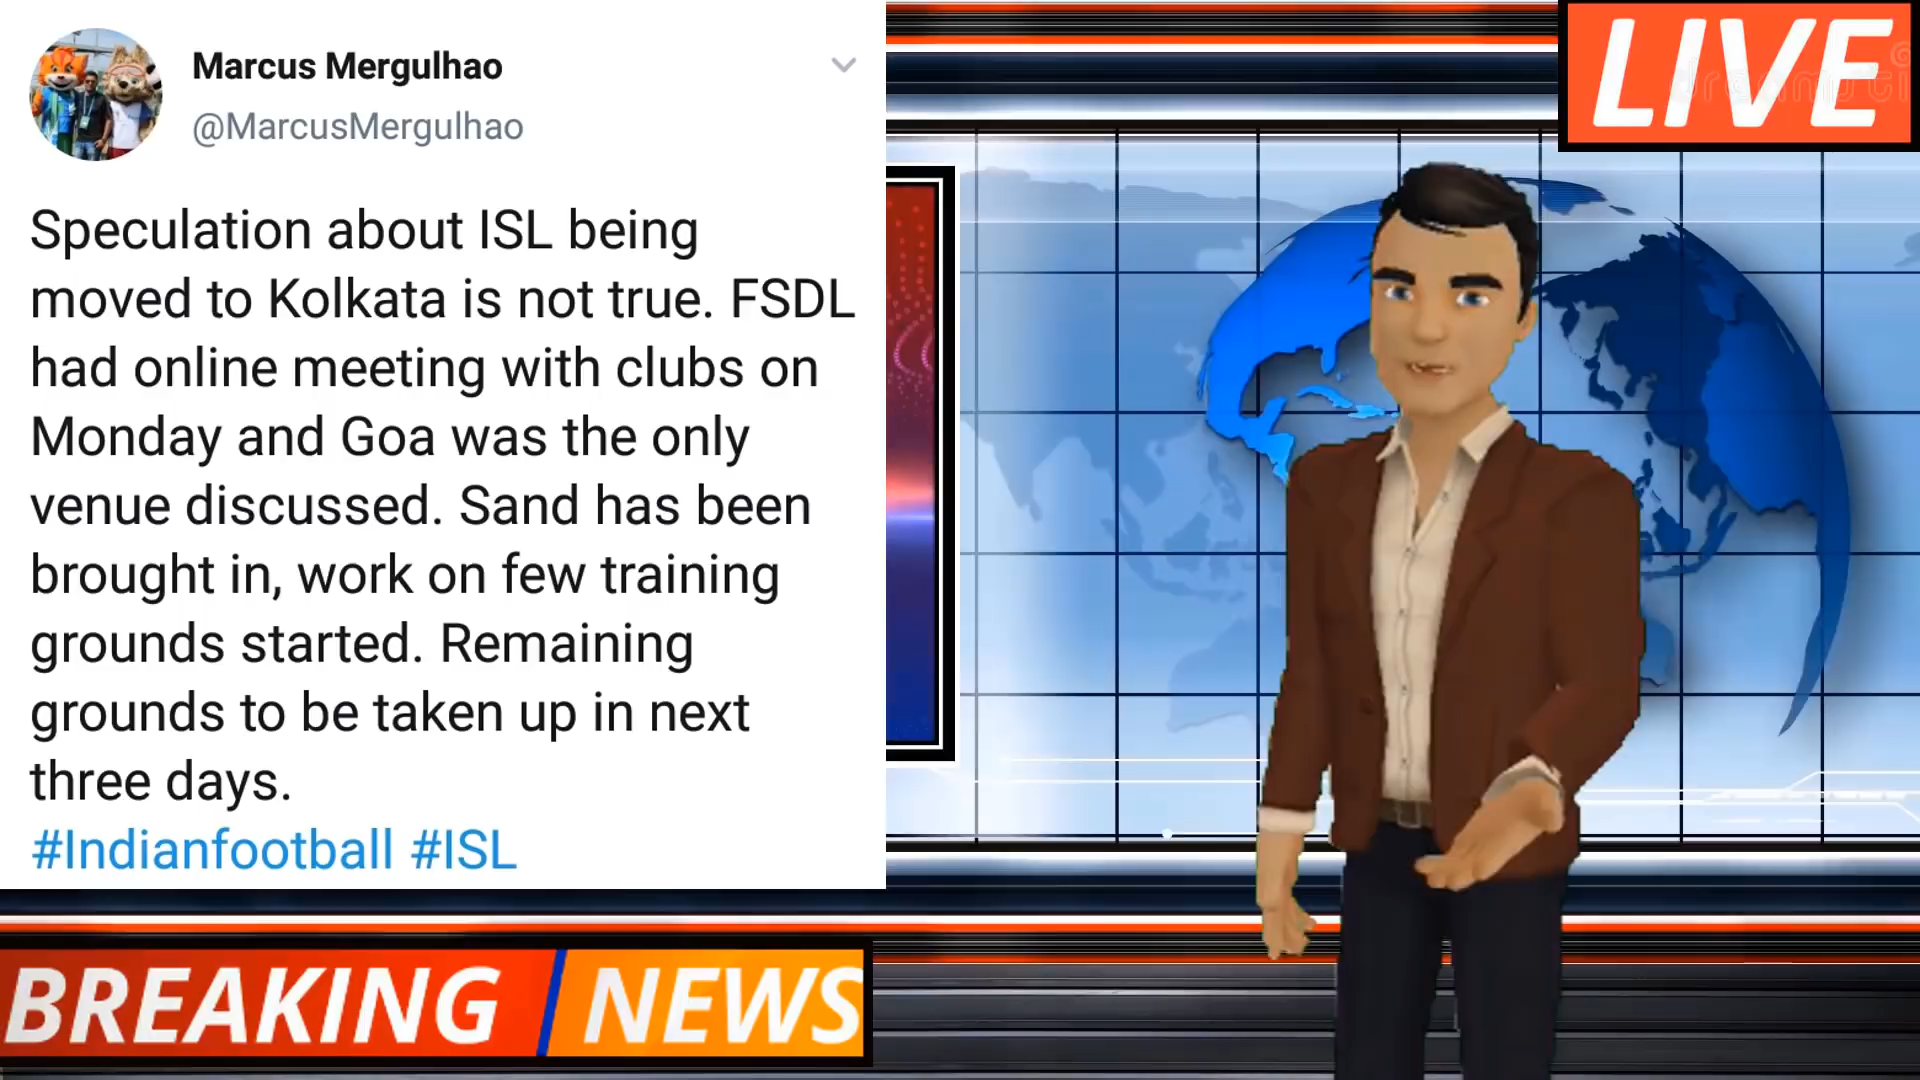 Marcus Mergulhao
@MarcusMergulhao
Speculation about ISL being
moved to Kolkata is not true. FSDL
had online meeting with clubs on
Monday and Goa was the only
venue discussed. Sand has been
brought in, work on few training
grounds started. Remaining
grounds to be taken up in next
three days.
#Indianfootball #ISL
LIVE
BREAKING NEWS